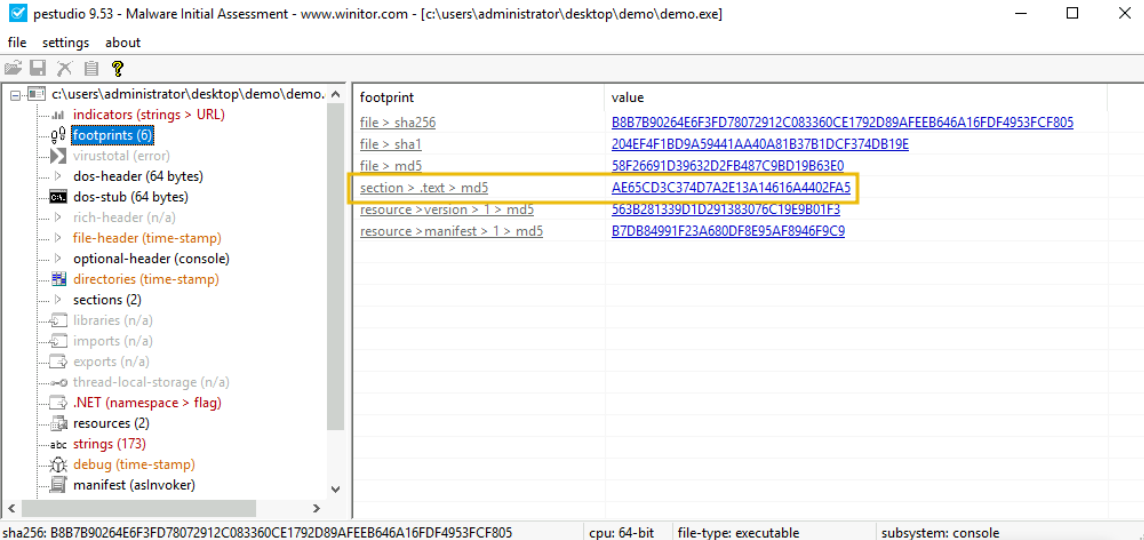 pestudio 9.53 - Malware Initial Assessment - www.winitor.com - [c:\users\administrator\desktop\demo\demo.exe]
file settings about
c:\users\administrator\desktop\demo\demo.
indicators (strings > URL)
footprints (6)
virustotal (error)
dos-header (64 bytes)
dos-stub (64 bytes)
rich-header (n/a)
file-header (time-stamp)
optional-header (console)
directories (time-stamp)
sections (2)
libraries (n/a)
imports (n/a)
exports (n/a)
thread-local-storage (n/a)
.NET (namespace > flag)
resources (2)
abc strings (173)
debug (time-stamp)
manifest (asInvoker)
footprint value
file > sha256 B8B7B90264E6F3FD78072912C083360CE1792D89AFEEB646A16FDF4953FCF805
file > sha1 204EF4F1BD9A59441AA40A81B37B1DCF374DB19E
file > md5 58F26691D39632D2FB487C9BD19B63E0
section > .text > md5 AE65CD3C374D7A2E13A14616A4402FA5
resource >version > 1 > md5 563B281339D1D291383076C19E9B01F3
resource >manifest > 1 > md5 B7DB84991F23A680DF8E95AF8946F9C9
sha256: B8B7B90264E6F3FD78072912C083360CE1792D89AFEEB646A16FDF4953FCF805 cpu: 64-bit file-type: executable subsystem: console